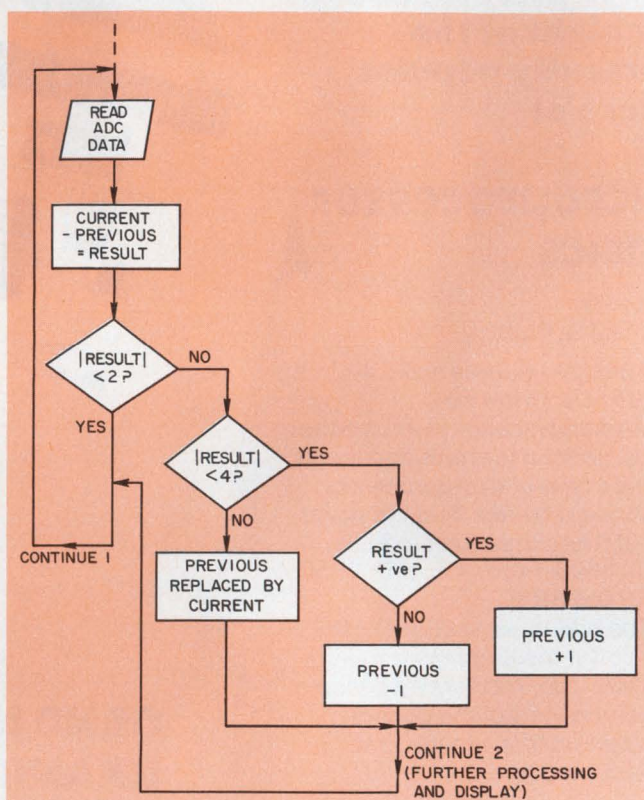 READ
ADC
DATA
CURRENT
- PREVIOUS
= RESULT
|RESULT|
<2?
NO
YES
|RESULT|
<4?
YES
NO
CONTINUE 1
PREVIOUS
REPLACED BY
CURRENT
RESULT
+ ve?
YES
NO
PREVIOUS
-1
PREVIOUS
+1
CONTINUE 2
(FURTHER PROCESSING
AND DISPLAY)